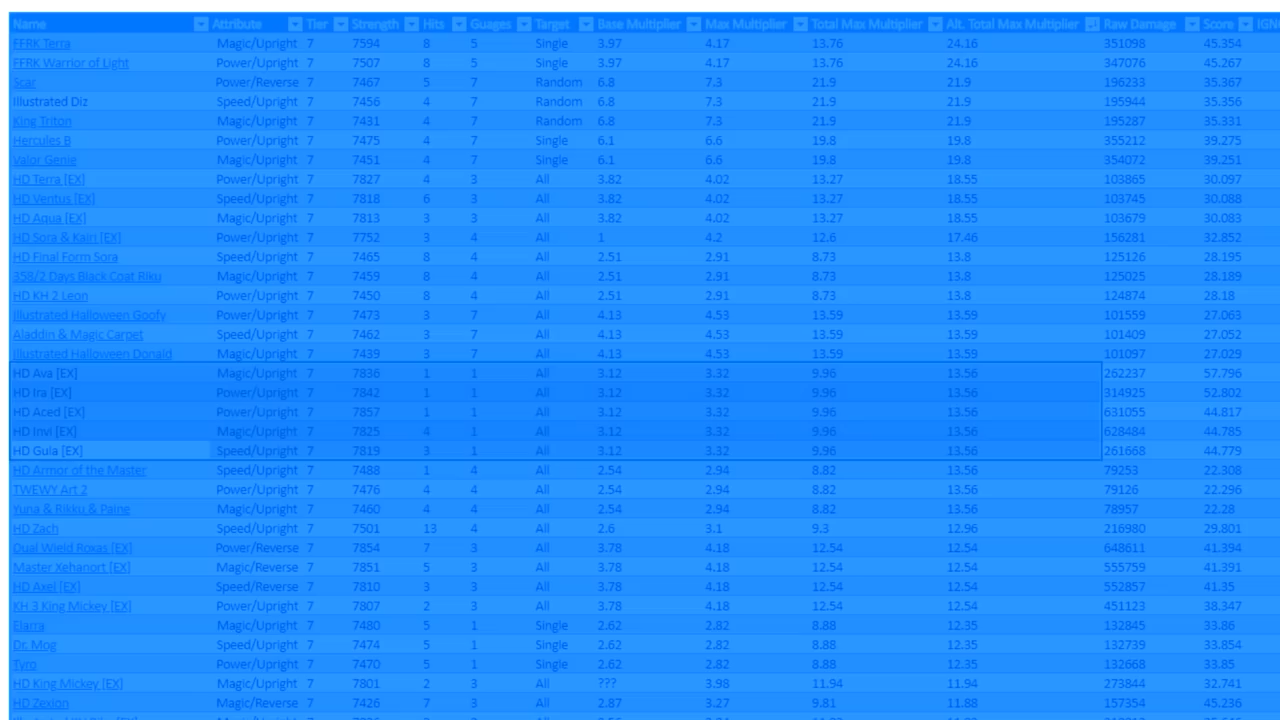 Name Attribute Tier Strength Hits Guages Target Base Multiplier Max Multiplier Total Max Multiplier Alt. Total Max Multiplier Raw Damage Score IGN
FFRK Terra Magic/Upright 7 7594 8 5 Single 3.97 4.17 13.76 24.16 351098 45.354
FFRK Warrior of Light Power/Upright 7 7507 8 5 Single 3.97 4.17 13.76 24.16 347076 45.267
Scar Power/Reverse 7 7467 5 7 Random 6.8 7.3 21.9 21.9 196233 35.367
Illustrated Diz Speed/Upright 7 7456 4 7 Random 6.8 7.3 21.9 21.9 195944 35.356
King Triton Magic/Upright 7 7431 4 7 Random 6.8 7.3 21.9 21.9 195287 35.331
Hercules B Power/Upright 7 7475 4 7 Single 6.1 6.6 19.8 19.8 355212 39.275
Valor Genie Magic/Upright 7 7451 4 7 Single 6.1 6.6 19.8 19.8 354072 39.251
HD Terra [EX] Power/Upright 7 7827 4 3 All 3.82 4.02 13.27 18.55 103865 30.097
HD Ventus [EX] Speed/Upright 7 7818 6 3 All 3.82 4.02 13.27 18.55 103745 30.088
HD Aqua [EX] Magic/Upright 7 7813 3 3 All 3.82 4.02 13.27 18.55 103679 30.083
HD Sora & Kairi [EX] Power/Upright 7 7752 3 4 All 1 4.2 12.6 17.46 156281 32.852
HD Final Form Sora Speed/Upright 7 7465 8 4 All 2.51 2.91 8.73 13.8 125126 28.195
358/2 Days Black Coat Riku Magic/Upright 7 7459 8 4 All 2.51 2.91 8.73 13.8 125025 28.189
HD KH 2 Leon Power/Upright 7 7450 8 4 All 2.51 2.91 8.73 13.8 124874 28.18
Illustrated Halloween Goofy Power/Upright 7 7473 3 7 All 4.13 4.53 13.59 13.59 101559 27.063
Aladdin & Magic Carpet Speed/Upright 7 7462 3 7 All 4.13 4.53 13.59 13.59 101409 27.052
Illustrated Halloween Donald Magic/Upright 7 7439 3 7 All 4.13 4.53 13.59 13.59 101097 27.029
HD Ava [EX] Magic/Upright 7 7836 1 1 All 3.12 3.32 9.96 13.56 262237 57.796
HD Ira [EX] Power/Upright 7 7842 1 1 All 3.12 3.32 9.96 13.56 314925 52.802
HD Aced [EX] Power/Upright 7 7857 1 1 All 3.12 3.32 9.96 13.56 631055 44.817
HD Invi [EX] Magic/Upright 7 7825 4 1 All 3.12 3.32 9.96 13.56 628484 44.785
HD Gula [EX] Speed/Upright 7 7819 3 1 All 3.12 3.32 9.96 13.56 261668 44.779
HD Armor of the Master Speed/Upright 7 7488 1 4 All 2.54 2.94 8.82 13.56 79253 22.308
TWEWY Art 2 Power/Upright 7 7476 4 4 All 2.54 2.94 8.82 13.56 79126 22.296
Yuna & Rikku & Paine Magic/Upright 7 7460 4 4 All 2.54 2.94 8.82 13.56 78957 22.28
HD Zach Speed/Upright 7 7501 13 4 All 2.6 3.1 9.3 12.96 216980 29.801
Dual Wield Roxas [EX] Power/Reverse 7 7854 7 3 All 3.78 4.18 12.54 12.54 648611 41.394
Master Xehanort [EX] Magic/Reverse 7 7851 5 3 All 3.78 4.18 12.54 12.54 555759 41.391
HD Axel [EX] Speed/Reverse 7 7810 3 3 All 3.78 4.18 12.54 12.54 552857 41.35
KH 3 King Mickey [EX] Power/Upright 7 7807 2 3 All 3.78 4.18 12.54 12.54 451123 38.347
Elarra Magic/Upright 7 7480 5 1 Single 2.62 2.82 8.88 12.35 132845 33.86
Dr. Mog Speed/Upright 7 7474 5 1 Single 2.62 2.82 8.88 12.35 132739 33.854
Tyro Power/Upright 7 7470 5 1 Single 2.62 2.82 8.88 12.35 132668 33.85
HD King Mickey [EX] Magic/Upright 7 7801 2 3 All ??? 3.98 11.94 11.94 273844 32.741
HD Zexion Magic/Reverse 7 7426 7 3 All 2.87 3.27 9.81 11.88 157354 45.236